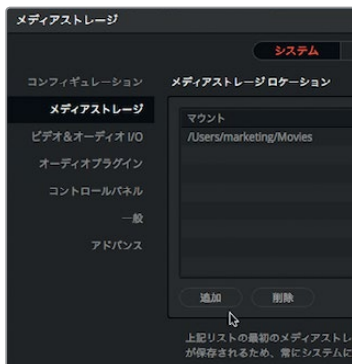 メディアストレージ
システム
コンフィギュレーション
メディアストレージ ロケーション
メディアストレージ
マウント
ビデオ&オーディオ I/O
/Users/marketing/Movies
オーディオプラグイン
コントロールパネル
一般
アドバンス
追加
削除
上記リストの最初のメディアストレ
が保存されるため、常にシステムに